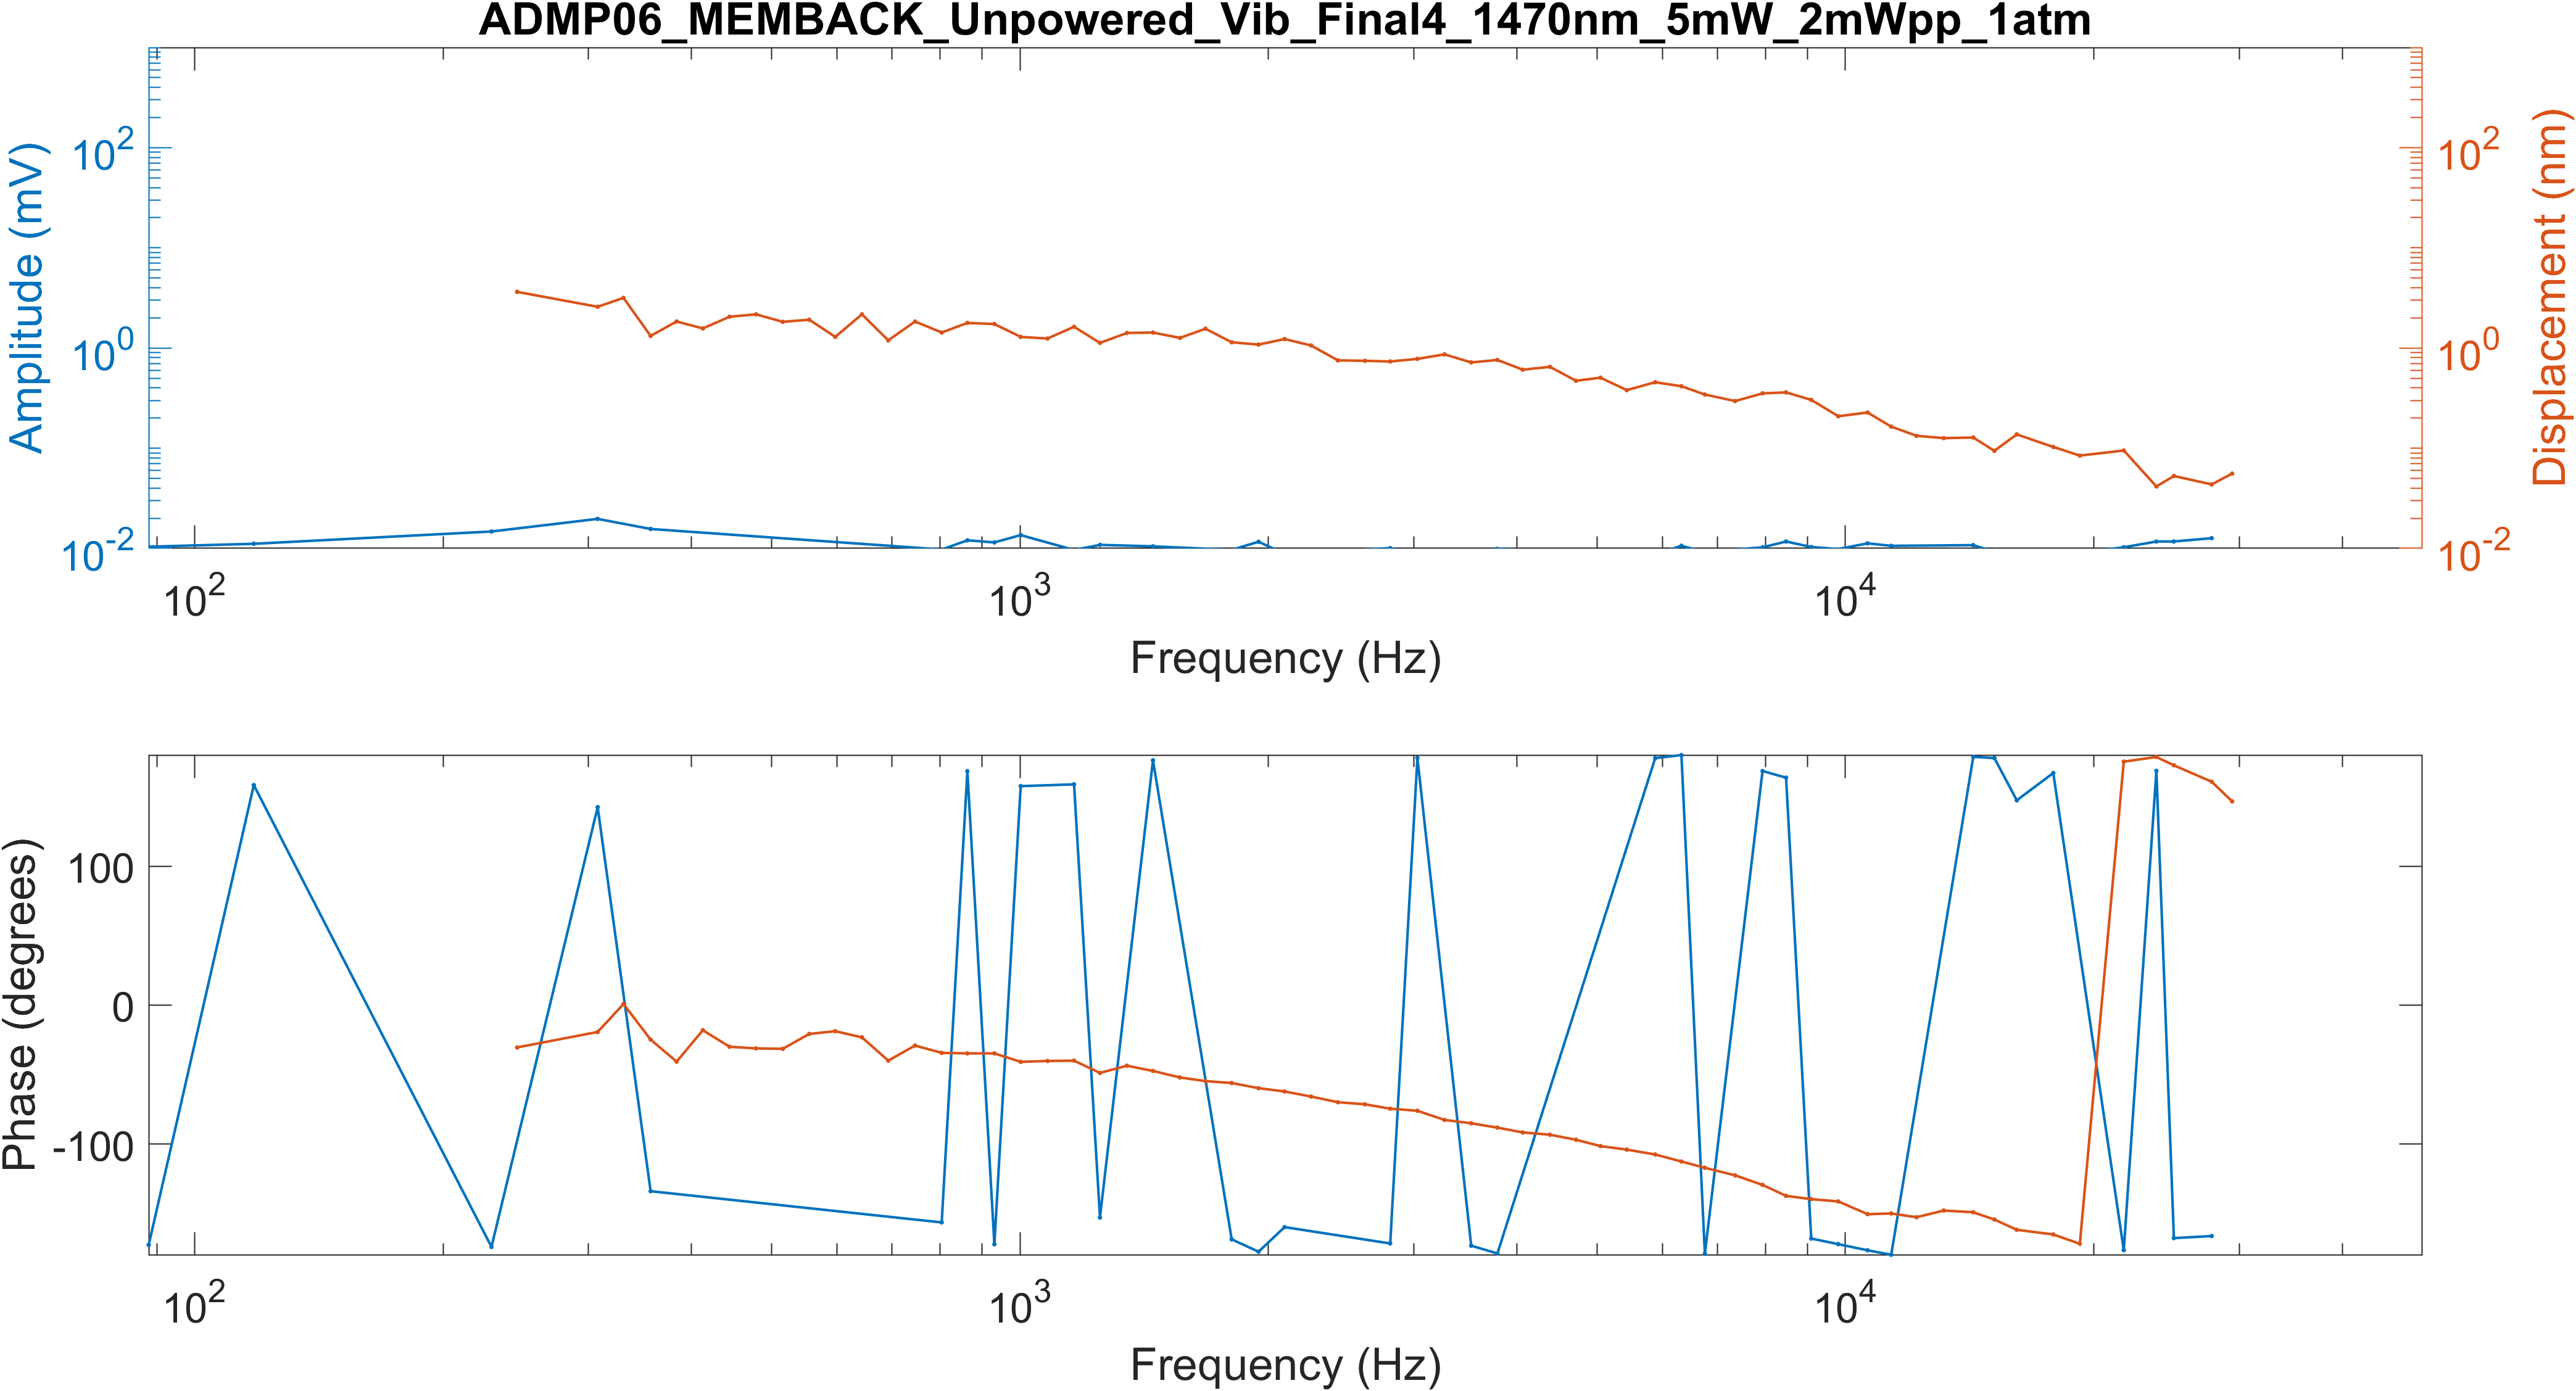 ADMP06_MEMBACK_Unpowered_Vib_Final4_1470nm_5mW_2mWpp_1atm
Amplitude (mV)
10^2
10^0
10^-2
Displacement (nm)
10^2
10^0
10^-2
10^2
10^3
10^4
Frequency (Hz)
Phase (degrees)
100
0
-100
10^2
10^3
10^4
Frequency (Hz)